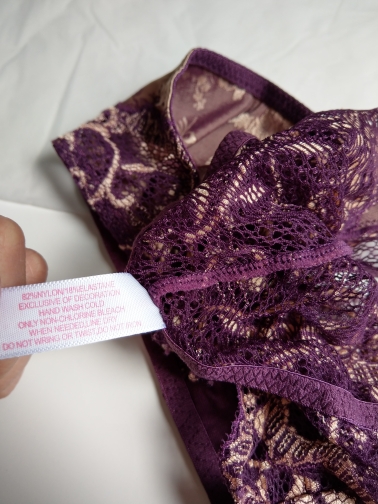 82%NYLON/18%ELASTANE
EXCLUSIVE OF DECORATION
HAND WASH COLD
ONLY NON-CHLORINE BLEACH
WHEN NEEDED,LINE DRY
DO NOT WRING OR TWIST,DO NOT IRON